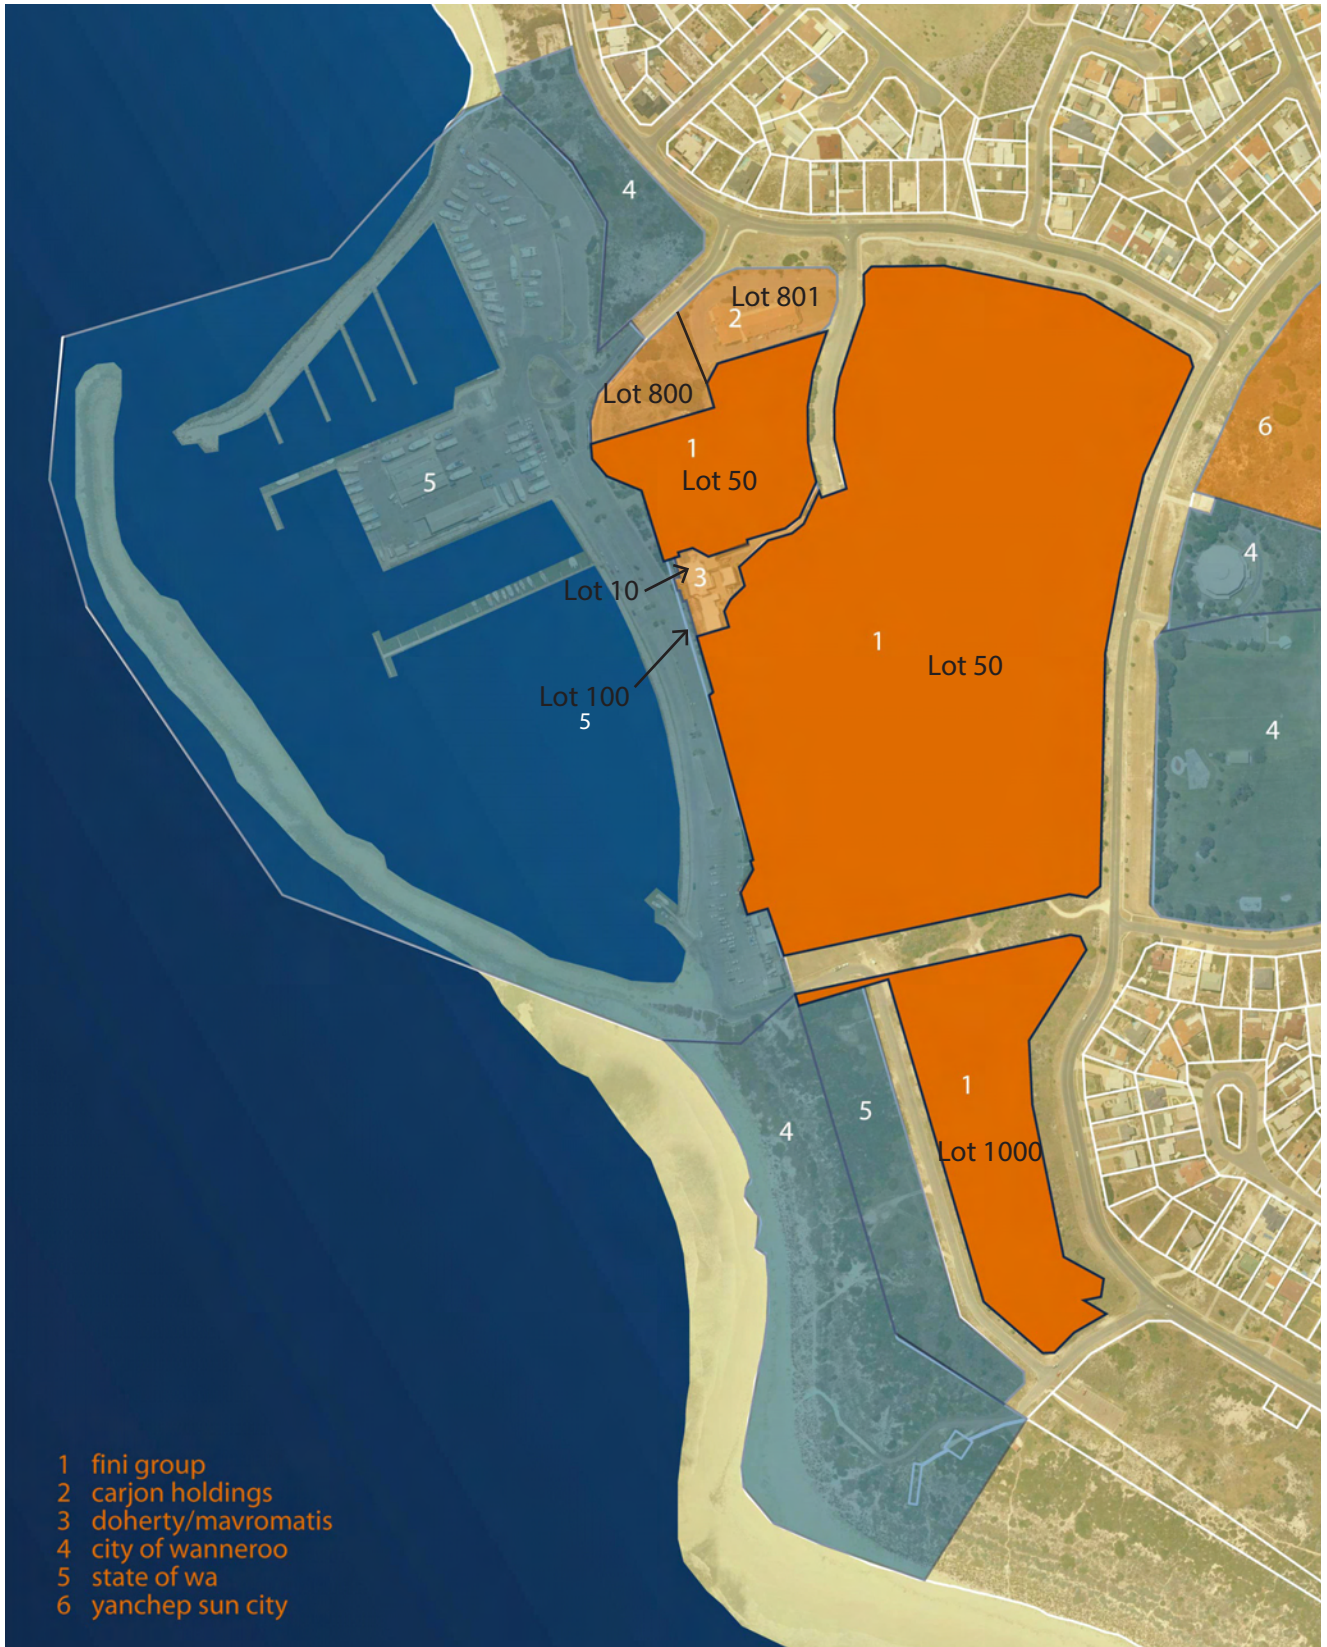 4
Lot 801
2
Lot 800
6
1
5
Lot 50
4
3
Lot 10
1
Lot 50
Lot 100
5
4
1
5
4
Lot 1000
1 fini group
2 carjon holdings
3 doherty/mavromatis
4 city of wanneroo
5 state of wa
6 yanchep sun city